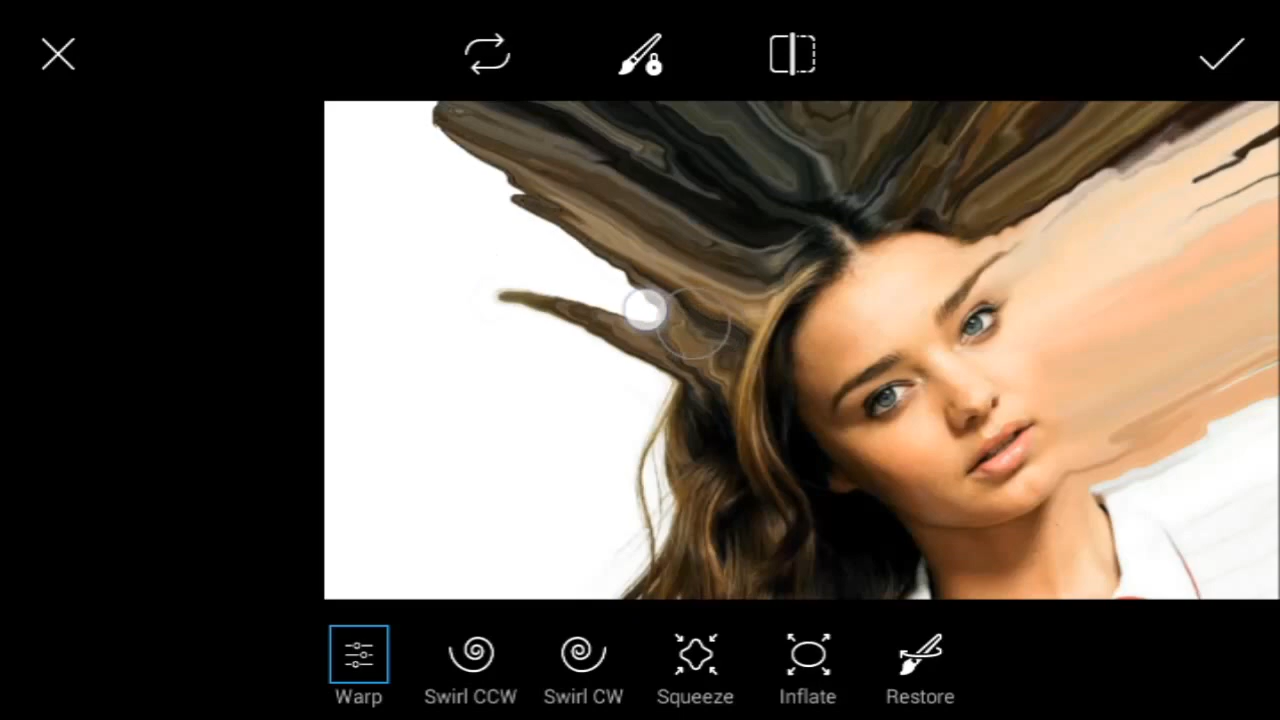 Warp
Swirl CCW
Swirl CW
Squeeze
Inflate
Restore